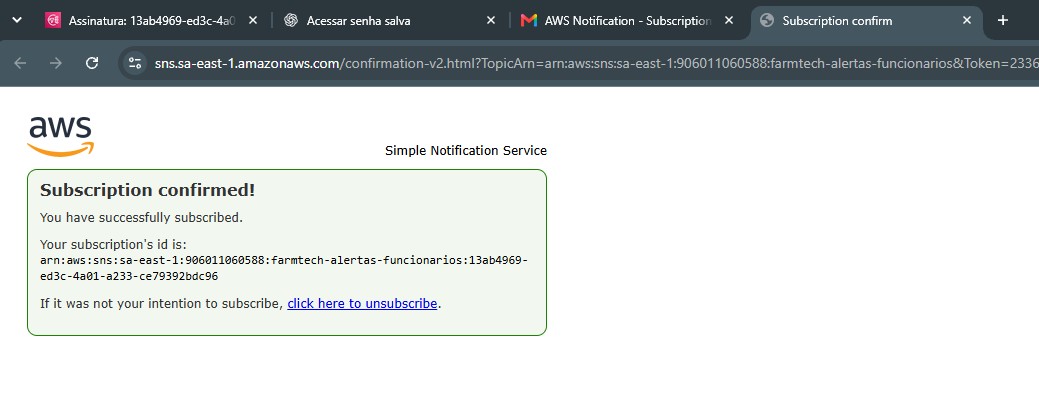 Assinatura: 13ab4969-ed3c-4a0
Acessar senha salva
AWS Notification - Subscription
Subscription confirm
sns.sa-east-1.amazonaws.com/confirmation-v2.html?TopicArn=arn:aws:sns:sa-east-1:906011060588:farmtech-alertas-funcionarios&Token=2336
aws
Simple Notification Service
Subscription confirmed!
You have successfully subscribed.
Your subscription's id is:
arn:aws:sns:sa-east-1:906011060588:farmtech-alertas-funcionarios:13ab4969-
ed3c-4a01-a233-ce79392bdc96
If it was not your intention to subscribe, click here to unsubscribe.